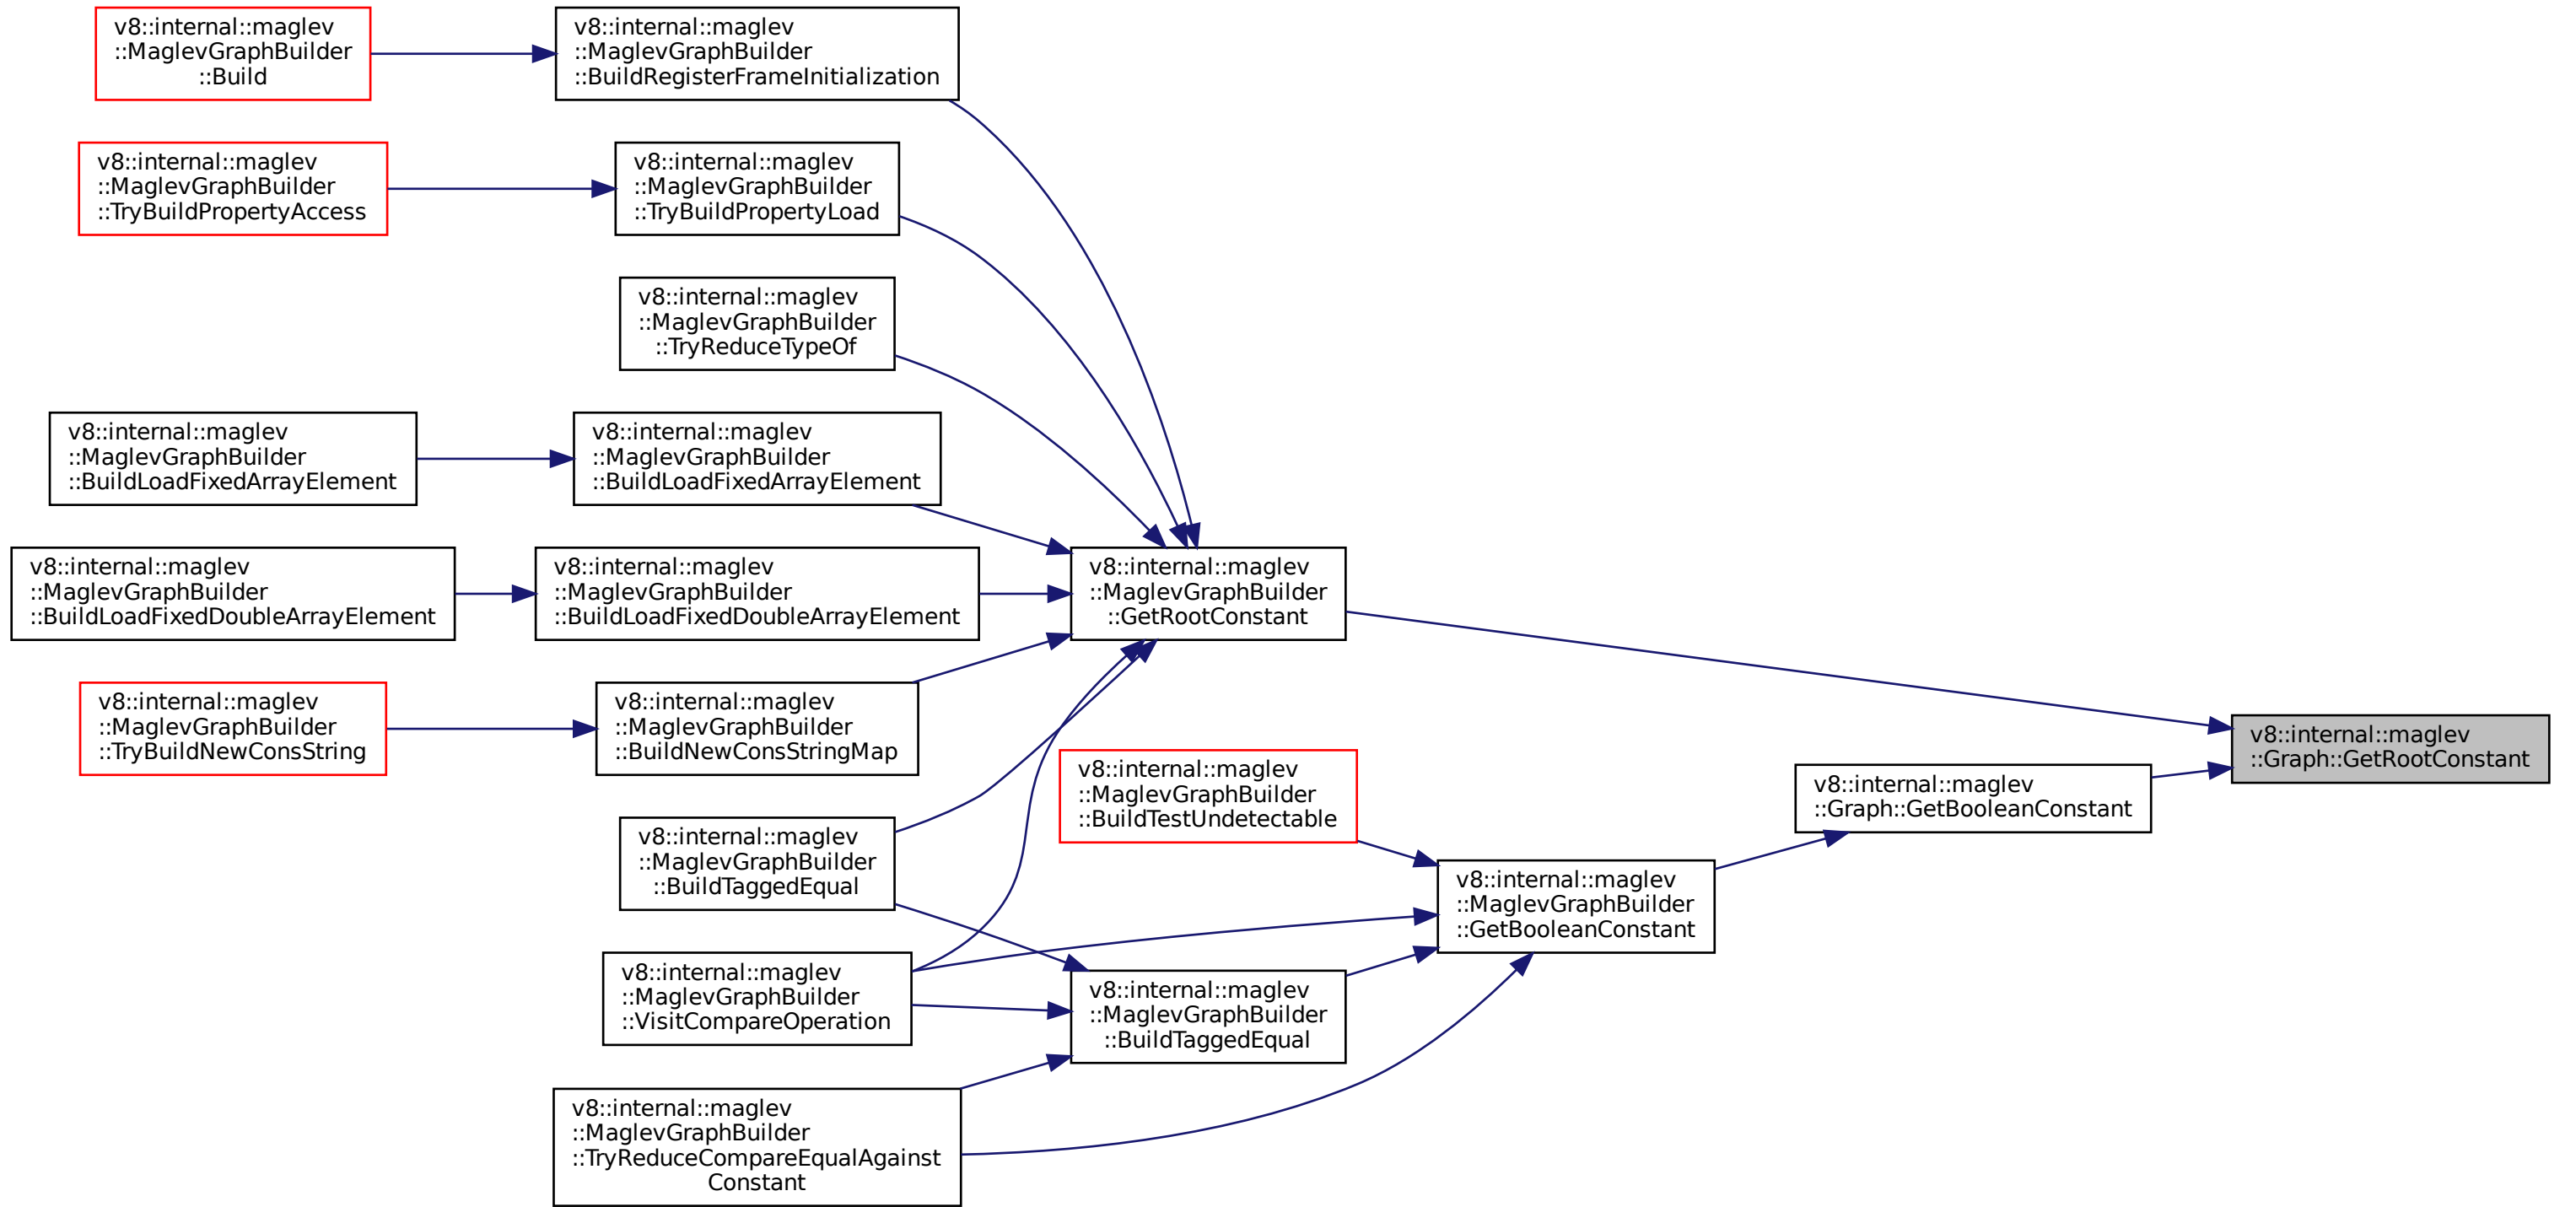 v8::internal::maglev
::MaglevGraphBuilder
::Build
v8::internal::maglev
::MaglevGraphBuilder
::BuildRegisterFrameInitialization
v8::internal::maglev
::MaglevGraphBuilder
::TryBuildPropertyAccess
v8::internal::maglev
::MaglevGraphBuilder
::TryBuildPropertyLoad
v8::internal::maglev
::MaglevGraphBuilder
::TryReduceTypeOf
v8::internal::maglev
::MaglevGraphBuilder
::BuildLoadFixedArrayElement
v8::internal::maglev
::MaglevGraphBuilder
::BuildLoadFixedArrayElement
v8::internal::maglev
::MaglevGraphBuilder
::BuildLoadFixedDoubleArrayElement
v8::internal::maglev
::MaglevGraphBuilder
::BuildLoadFixedDoubleArrayElement
v8::internal::maglev
::MaglevGraphBuilder
::GetRootConstant
v8::internal::maglev
::MaglevGraphBuilder
::TryBuildNewConsString
v8::internal::maglev
::MaglevGraphBuilder
::BuildNewConsStringMap
v8::internal::maglev
::Graph::GetRootConstant
v8::internal::maglev
::MaglevGraphBuilder
::BuildTestUndetectable
v8::internal::maglev
::Graph::GetBooleanConstant
v8::internal::maglev
::MaglevGraphBuilder
::BuildTaggedEqual
v8::internal::maglev
::MaglevGraphBuilder
::GetBooleanConstant
v8::internal::maglev
::MaglevGraphBuilder
::VisitCompareOperation
v8::internal::maglev
::MaglevGraphBuilder
::BuildTaggedEqual
v8::internal::maglev
::MaglevGraphBuilder
::TryReduceCompareEqualAgainst
Constant